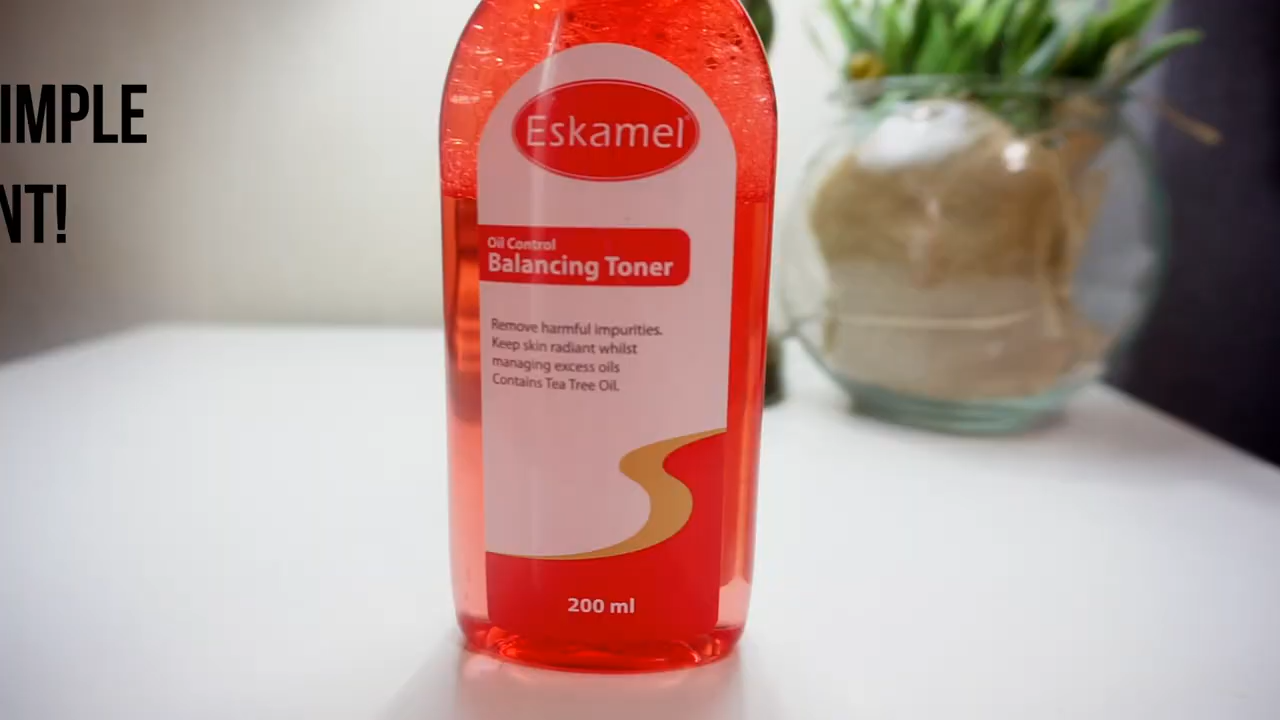 IMPLE
NT!
Eskamel
Oil Control
Balancing Toner
Remove harmful impurities.
Keep skin radiant whilst
managing excess oils
Contains Tea Tree Oil.
200 ml